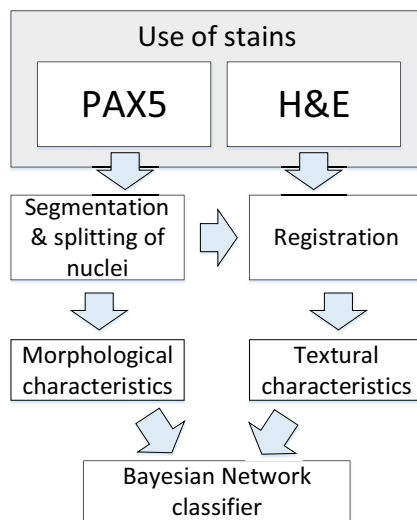 Use of stains
PAX5
H&E
Segmentation
& splitting of
nuclei
Registration
Morphological
characteristics
Textural
characteristics
Bayesian Network
classifier